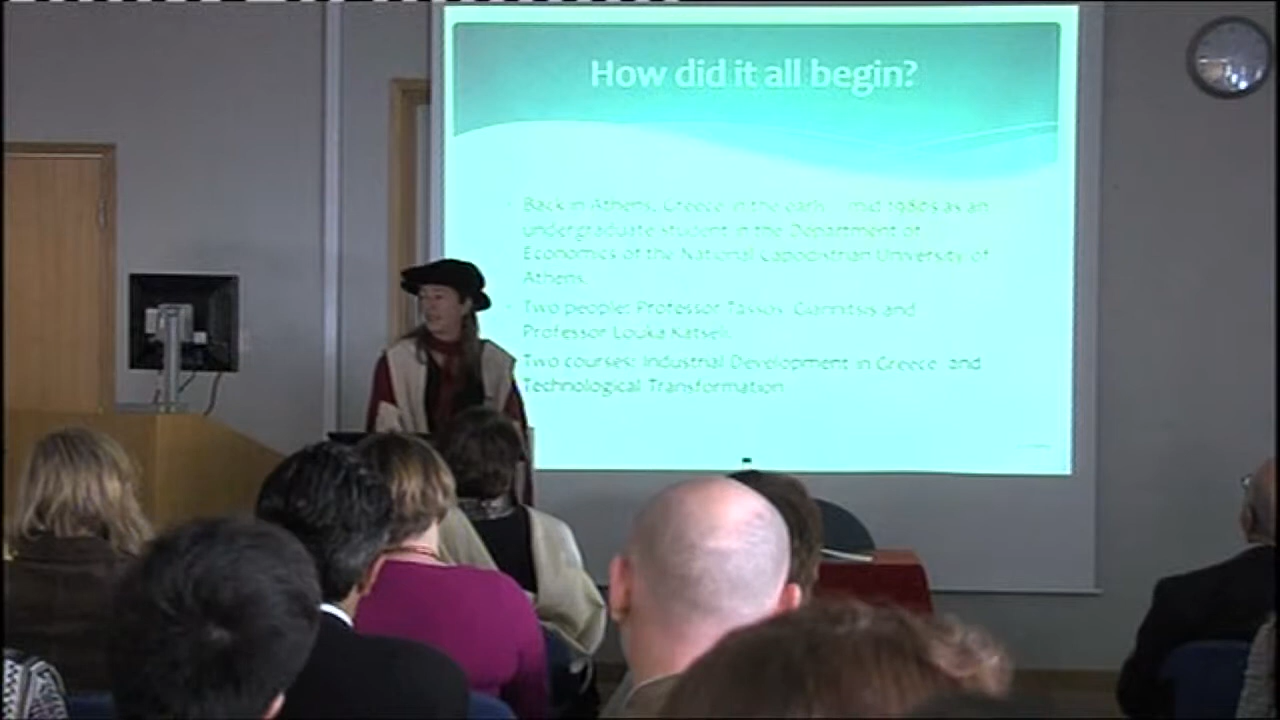 How did it all begin?
Back in Athens, Greece in the early – mid 1980s as an
undergraduate student in the Department of
Economics of the National Capodistrian University of
Athens.
Two people: Professor Tassos Giannitsis and
Professor Louka Katseli.
Two courses: Industrial Development in Greece and
Technological Transformation